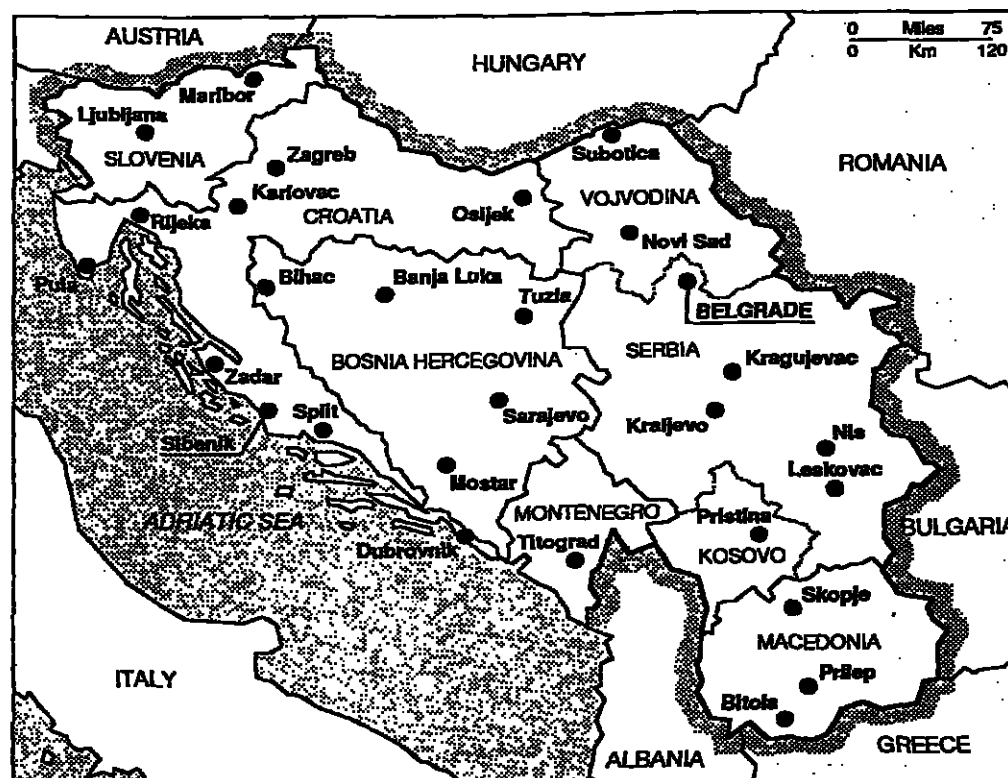 AUSTRIA
HUNGARY
0 Miles 75
0 Km 120
Maribor
Ljubljana
SLOVENIA
Zagreb
Karlovac
CROATIA
Rijeka
Pula
Osijek
Subotica
VOJVODINA
Novi Sad
ROMANIA
Bihac
Banja Luka
Tuzla
BELGRADE
BOSNIA HERCEGOVINA
SERBIA
Kragujevac
Zadar
Split
Sibenik
Sarajevo
Kraljevo
Nis
Leskovac
Mostar
ADRIATIC SEA
MONTENEGRO
Pristina
KOSOVO
BULGARIA
Dubrovnik
Titograd
Skopje
MACEDONIA
Prilep
Bitola
ITALY
ALBANIA
GREECE